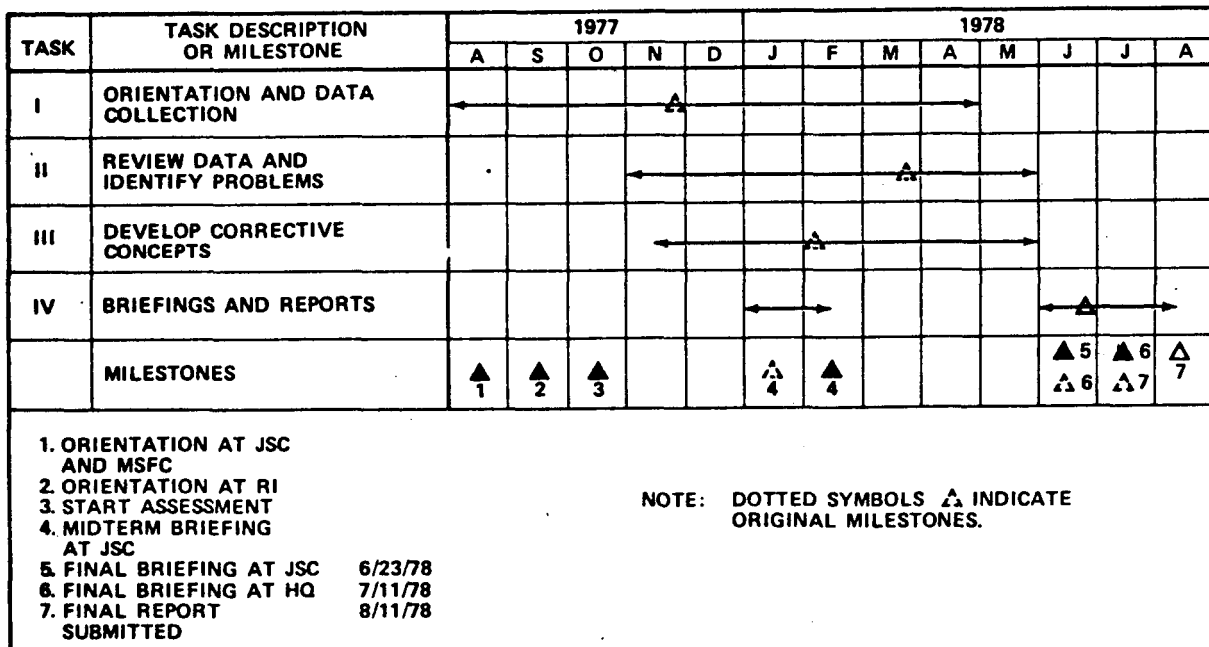 TASK
TASK DESCRIPTION
OR MILESTONE
1977
1978
A S O N D J F M A M J J A
I
ORIENTATION AND DATA
COLLECTION
II
REVIEW DATA AND
IDENTIFY PROBLEMS
III
DEVELOP CORRECTIVE
CONCEPTS
IV
BRIEFINGS AND REPORTS
MILESTONES
1 2 3 4 4 5 6 7
6 7
1. ORIENTATION AT JSC
AND MSFC
2. ORIENTATION AT RI
3. START ASSESSMENT
4. MIDTERM BRIEFING
AT JSC
5. FINAL BRIEFING AT JSC 6/23/78
6. FINAL BRIEFING AT HQ 7/11/78
7. FINAL REPORT 8/11/78
SUBMITTED
NOTE: DOTTED SYMBOLS INDICATE
ORIGINAL MILESTONES.